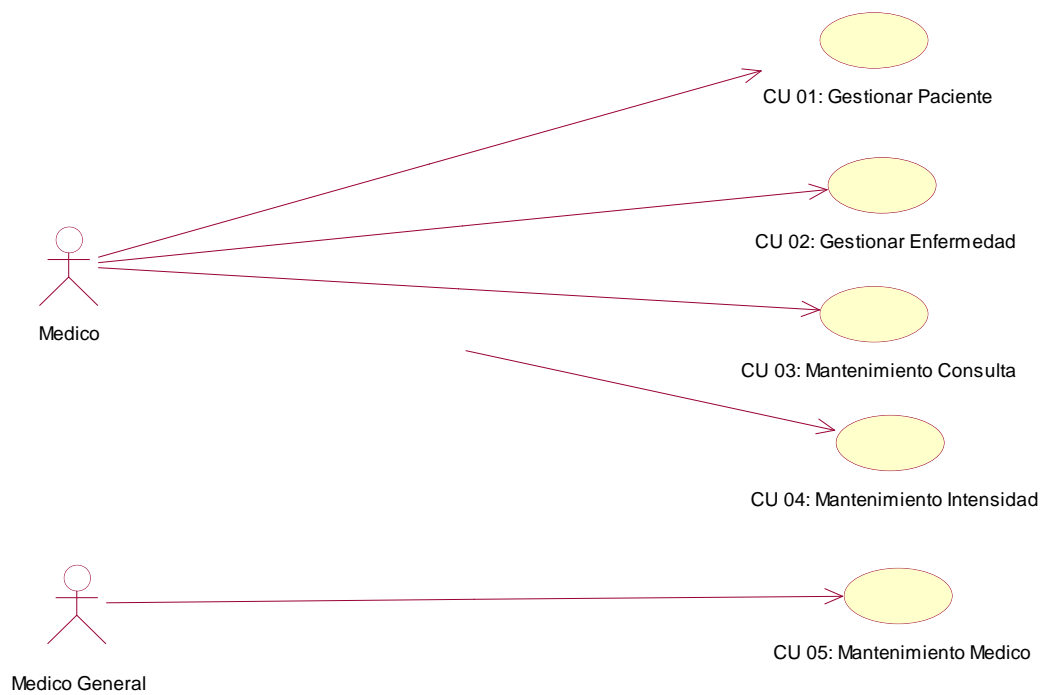 CU 01: Gestionar Paciente
CU 02: Gestionar Enfermedad
Medico
CU 03: Mantenimiento Consulta
CU 04: Mantenimiento Intensidad
CU 05: Mantenimiento Medico
Medico General